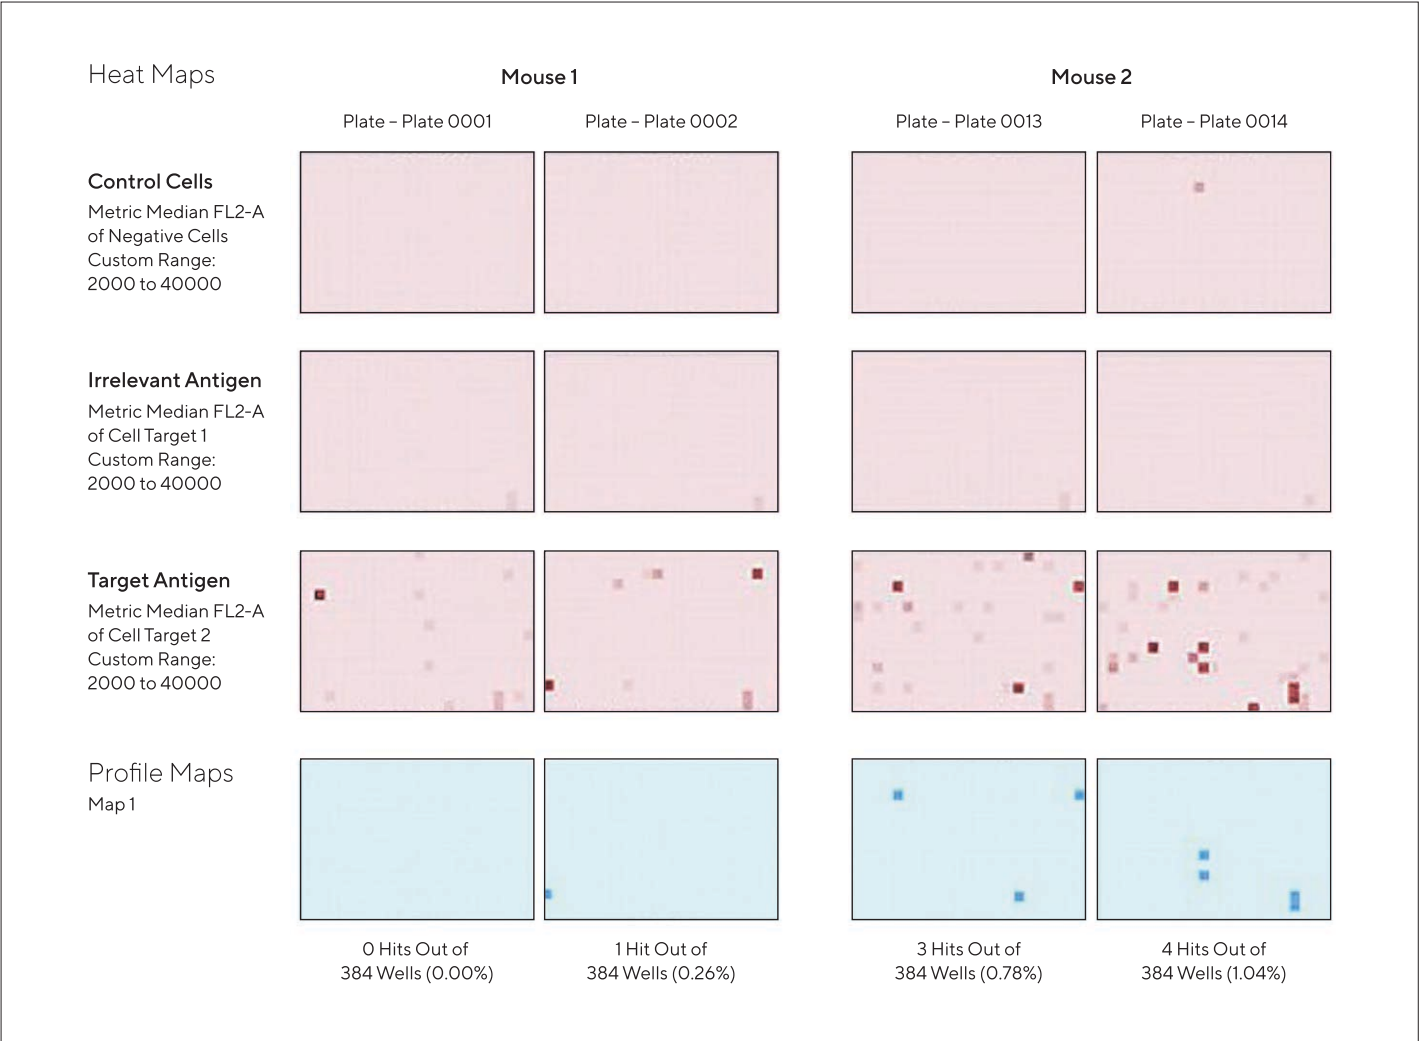 Heat Maps
Mouse 1
Mouse 2
Plate – Plate 0001
Plate – Plate 0002
Plate – Plate 0013
Plate – Plate 0014
Control Cells
Metric Median FL2-A
of Negative Cells
Custom Range:
2000 to 40000
Irrelevant Antigen
Metric Median FL2-A
of Cell Target 1
Custom Range:
2000 to 40000
Target Antigen
Metric Median FL2-A
of Cell Target 2
Custom Range:
2000 to 40000
Profile Maps
Map 1
0 Hits Out of
384 Wells (0.00%)
1 Hit Out of
384 Wells (0.26%)
3 Hits Out of
384 Wells (0.78%)
4 Hits Out of
384 Wells (1.04%)